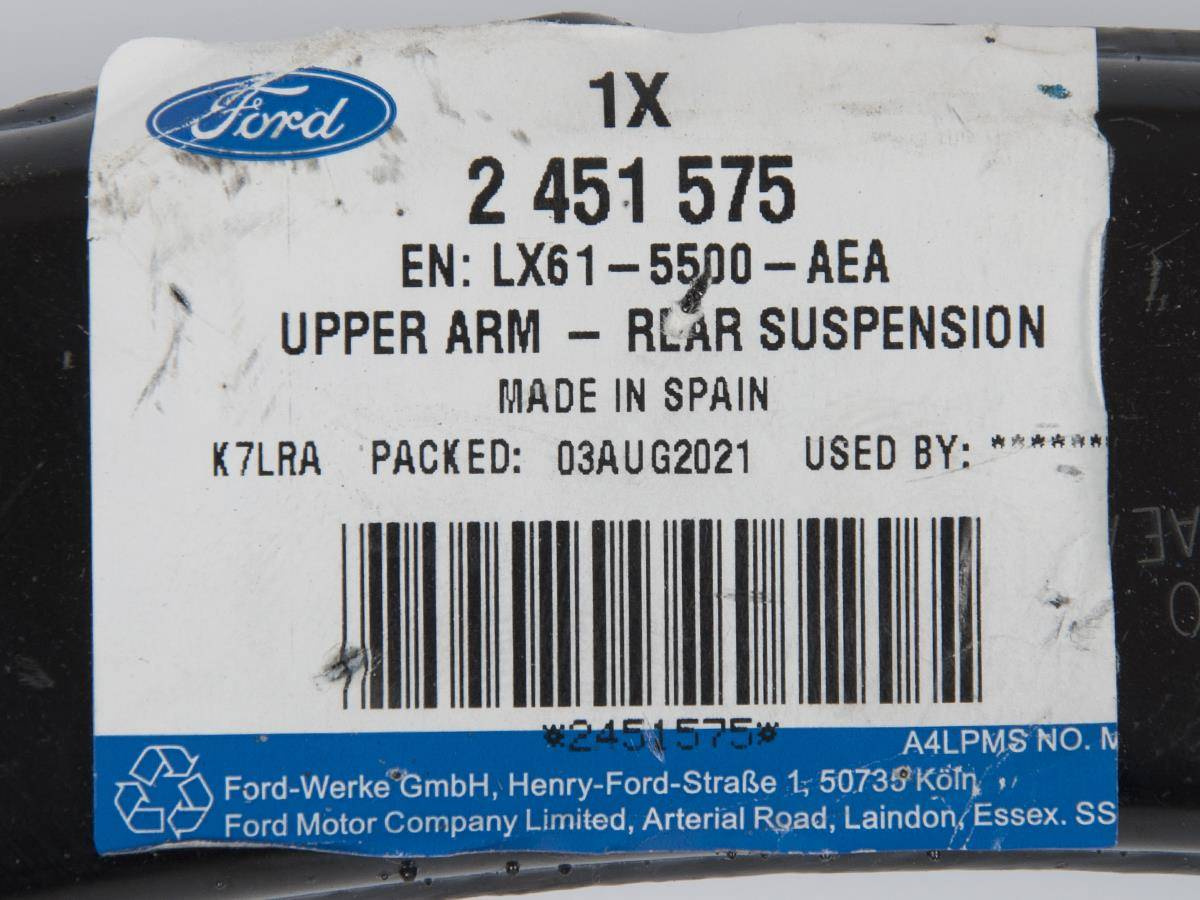 Ford
1X
2 451 575
EN: LX61-5500-AEA
UPPER ARM - REAR SUSPENSION
MADE IN SPAIN
K7LRA PACKED: 03AUG2021 USED BY: ******
*2451575*
A4LPMS NO. M
Ford-Werke GmbH, Henry-Ford-Straße 1, 50735 Köln,
Ford Motor Company Limited, Arterial Road, Laindon, Essex. SS